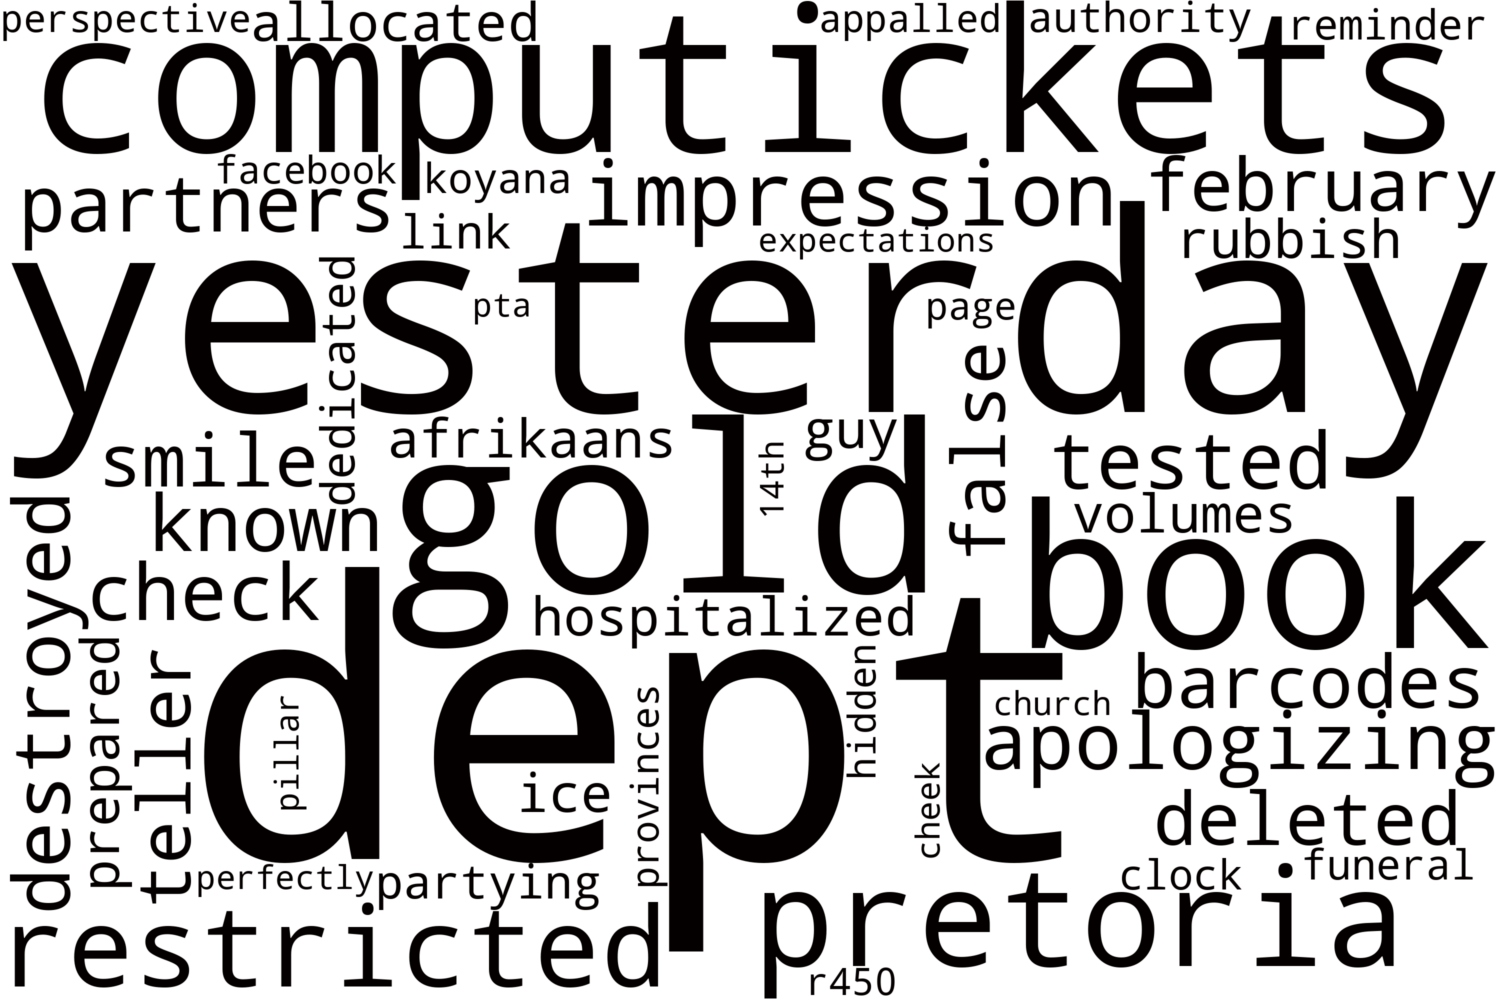 perspective allocated appalled authority reminder
computickets
facebook koyana impression february
partners link expectations rubbish
yesterday
dedicated pta page false
smile afrikaans gold 14th guy tested
known volumes book
destroyed check hospitalized
prepared teller dept hidden barcodes
pillar ice provinces cheek church apologizing
deleted
perfectly partying clock funeral
restricted pretoria
r450